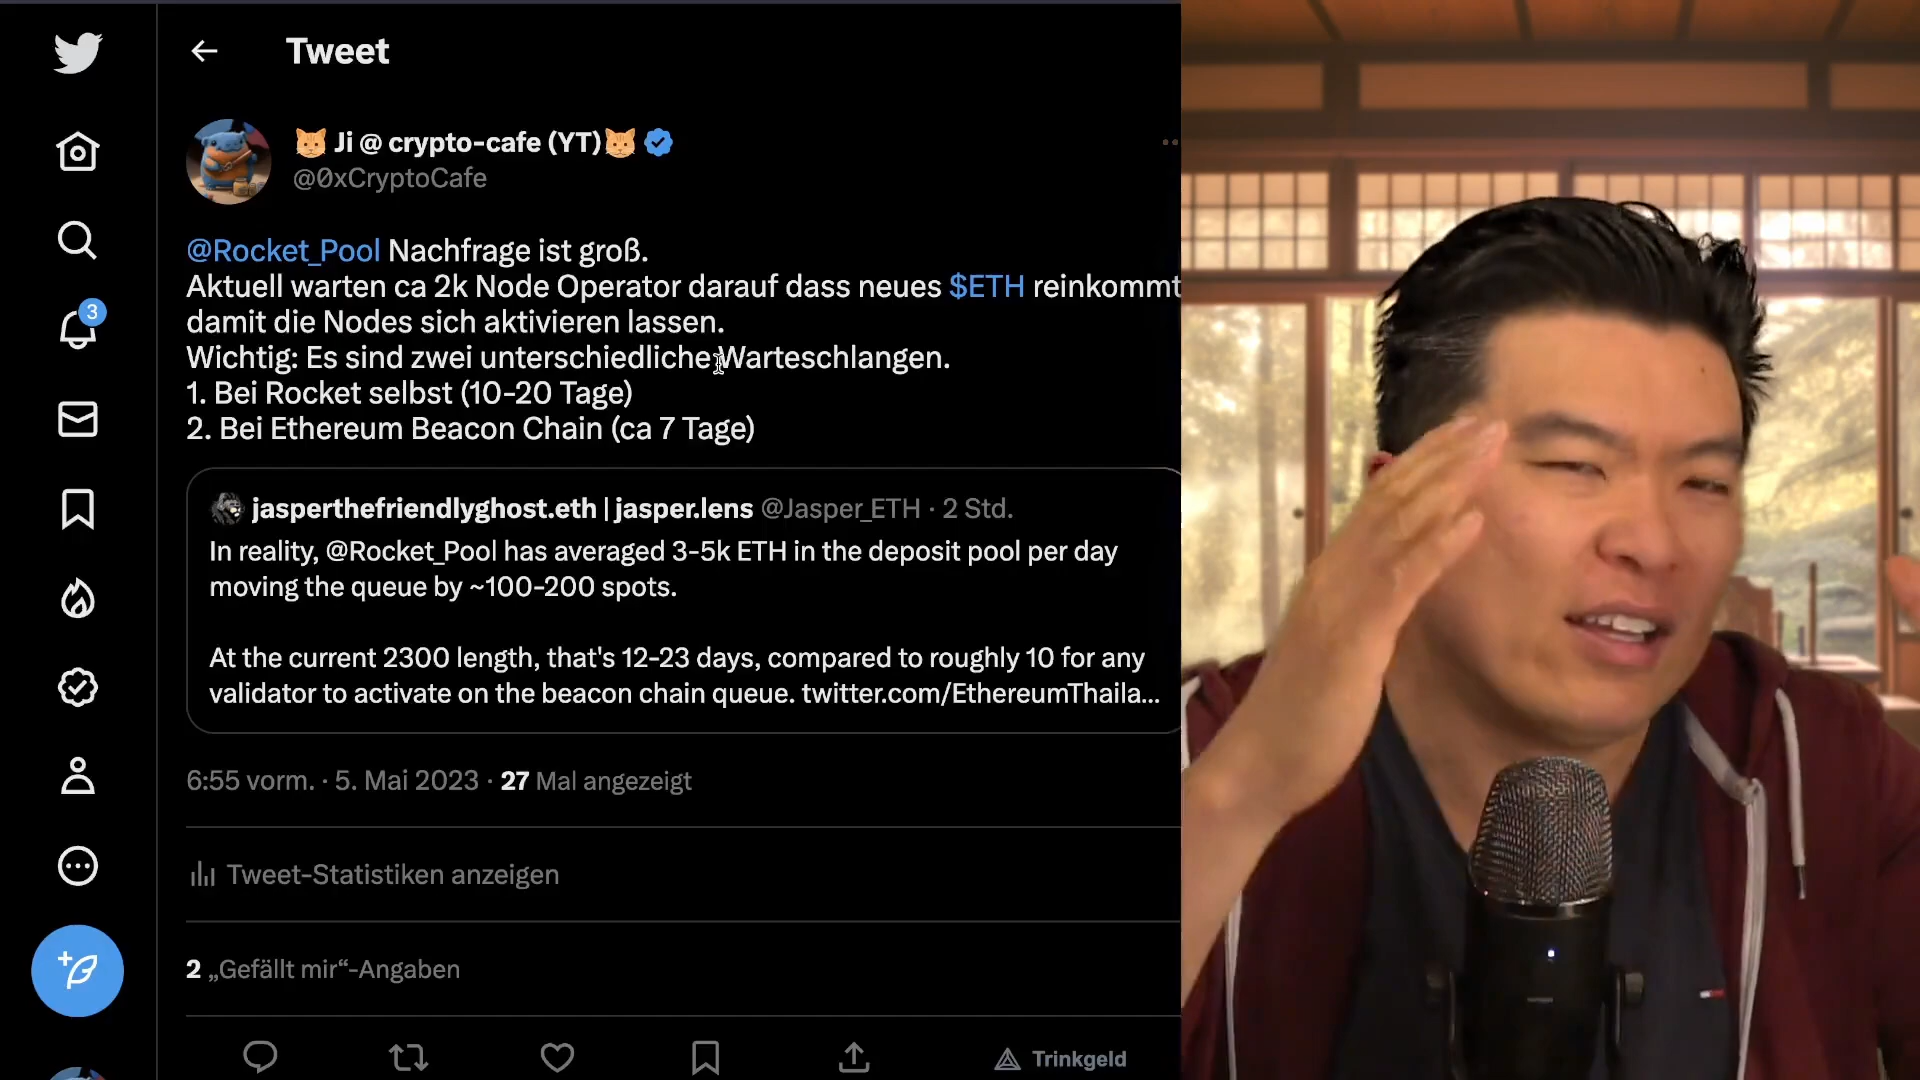 Tweet
🐱 Ji @ crypto-cafe (YT)🐱
@0xCryptoCafe
@Rocket_Pool Nachfrage ist groß.
Aktuell warten ca 2k Node Operator darauf dass neues $ETH reinkommt
damit die Nodes sich aktivieren lassen.
Wichtig: Es sind zwei unterschiedliche Warteschlangen.
1. Bei Rocket selbst (10-20 Tage)
2. Bei Ethereum Beacon Chain (ca 7 Tage)
3
jasperthefriendlyghost.eth | jasper.lens @Jasper_ETH · 2 Std.
In reality, @Rocket_Pool has averaged 3-5k ETH in the deposit pool per day
moving the queue by ~100-200 spots.
At the current 2300 length, that's 12-23 days, compared to roughly 10 for any
validator to activate on the beacon chain queue. twitter.com/EthereumThaila...
6:55 vorm. · 5. Mai 2023 · 27 Mal angezeigt
Tweet-Statistiken anzeigen
2 „Gefällt mir“-Angaben
Trinkgeld